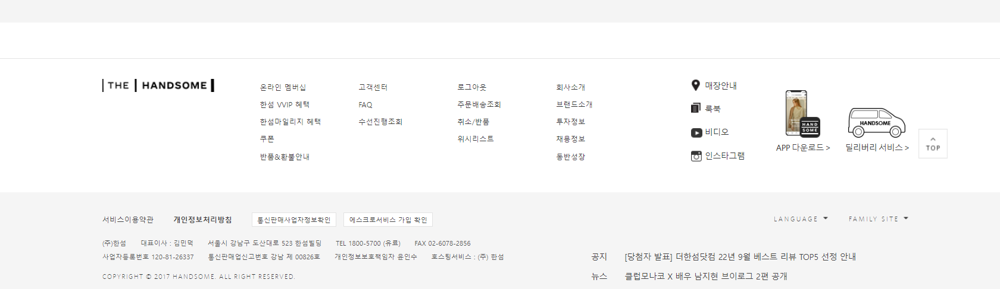 THE HANDSOME
온라인 멤버십
한섬 VVIP 혜택
한섬마일리지 혜택
쿠폰
반품&환불안내
고객센터
FAQ
수선진행조회
로그아웃
주문배송조회
취소/반품
위시리스트
회사소개
브랜드소개
투자정보
채용정보
동반성장
매장안내
룩북
비디오
인스타그램
HAND
SOME
APP 다운로드 >
HANDSOME
딜리버리 서비스 >
TOP
서비스이용약관 개인정보처리방침 통신판매사업자정보확인 에스크로서비스 가입 확인
LANGUAGE FAMILY SITE
(주)한섬 대표이사 : 김민덕 서울시 강남구 도산대로 523 한섬빌딩 TEL 1800-5700 (유료) FAX 02-6078-2856
사업자등록번호 120-81-26337 통신판매업신고번호 강남 제 00826호 개인정보보호책임자 윤인수 호스팅서비스 : (주) 한섬
COPYRIGHT © 2017 HANDSOME. ALL RIGHT RESERVED.
공지 [당첨자 발표] 더한섬닷컴 22년 9월 베스트 리뷰 TOP5 선정 안내
뉴스 클럽모나코 X 배우 남지현 브이로그 2편 공개